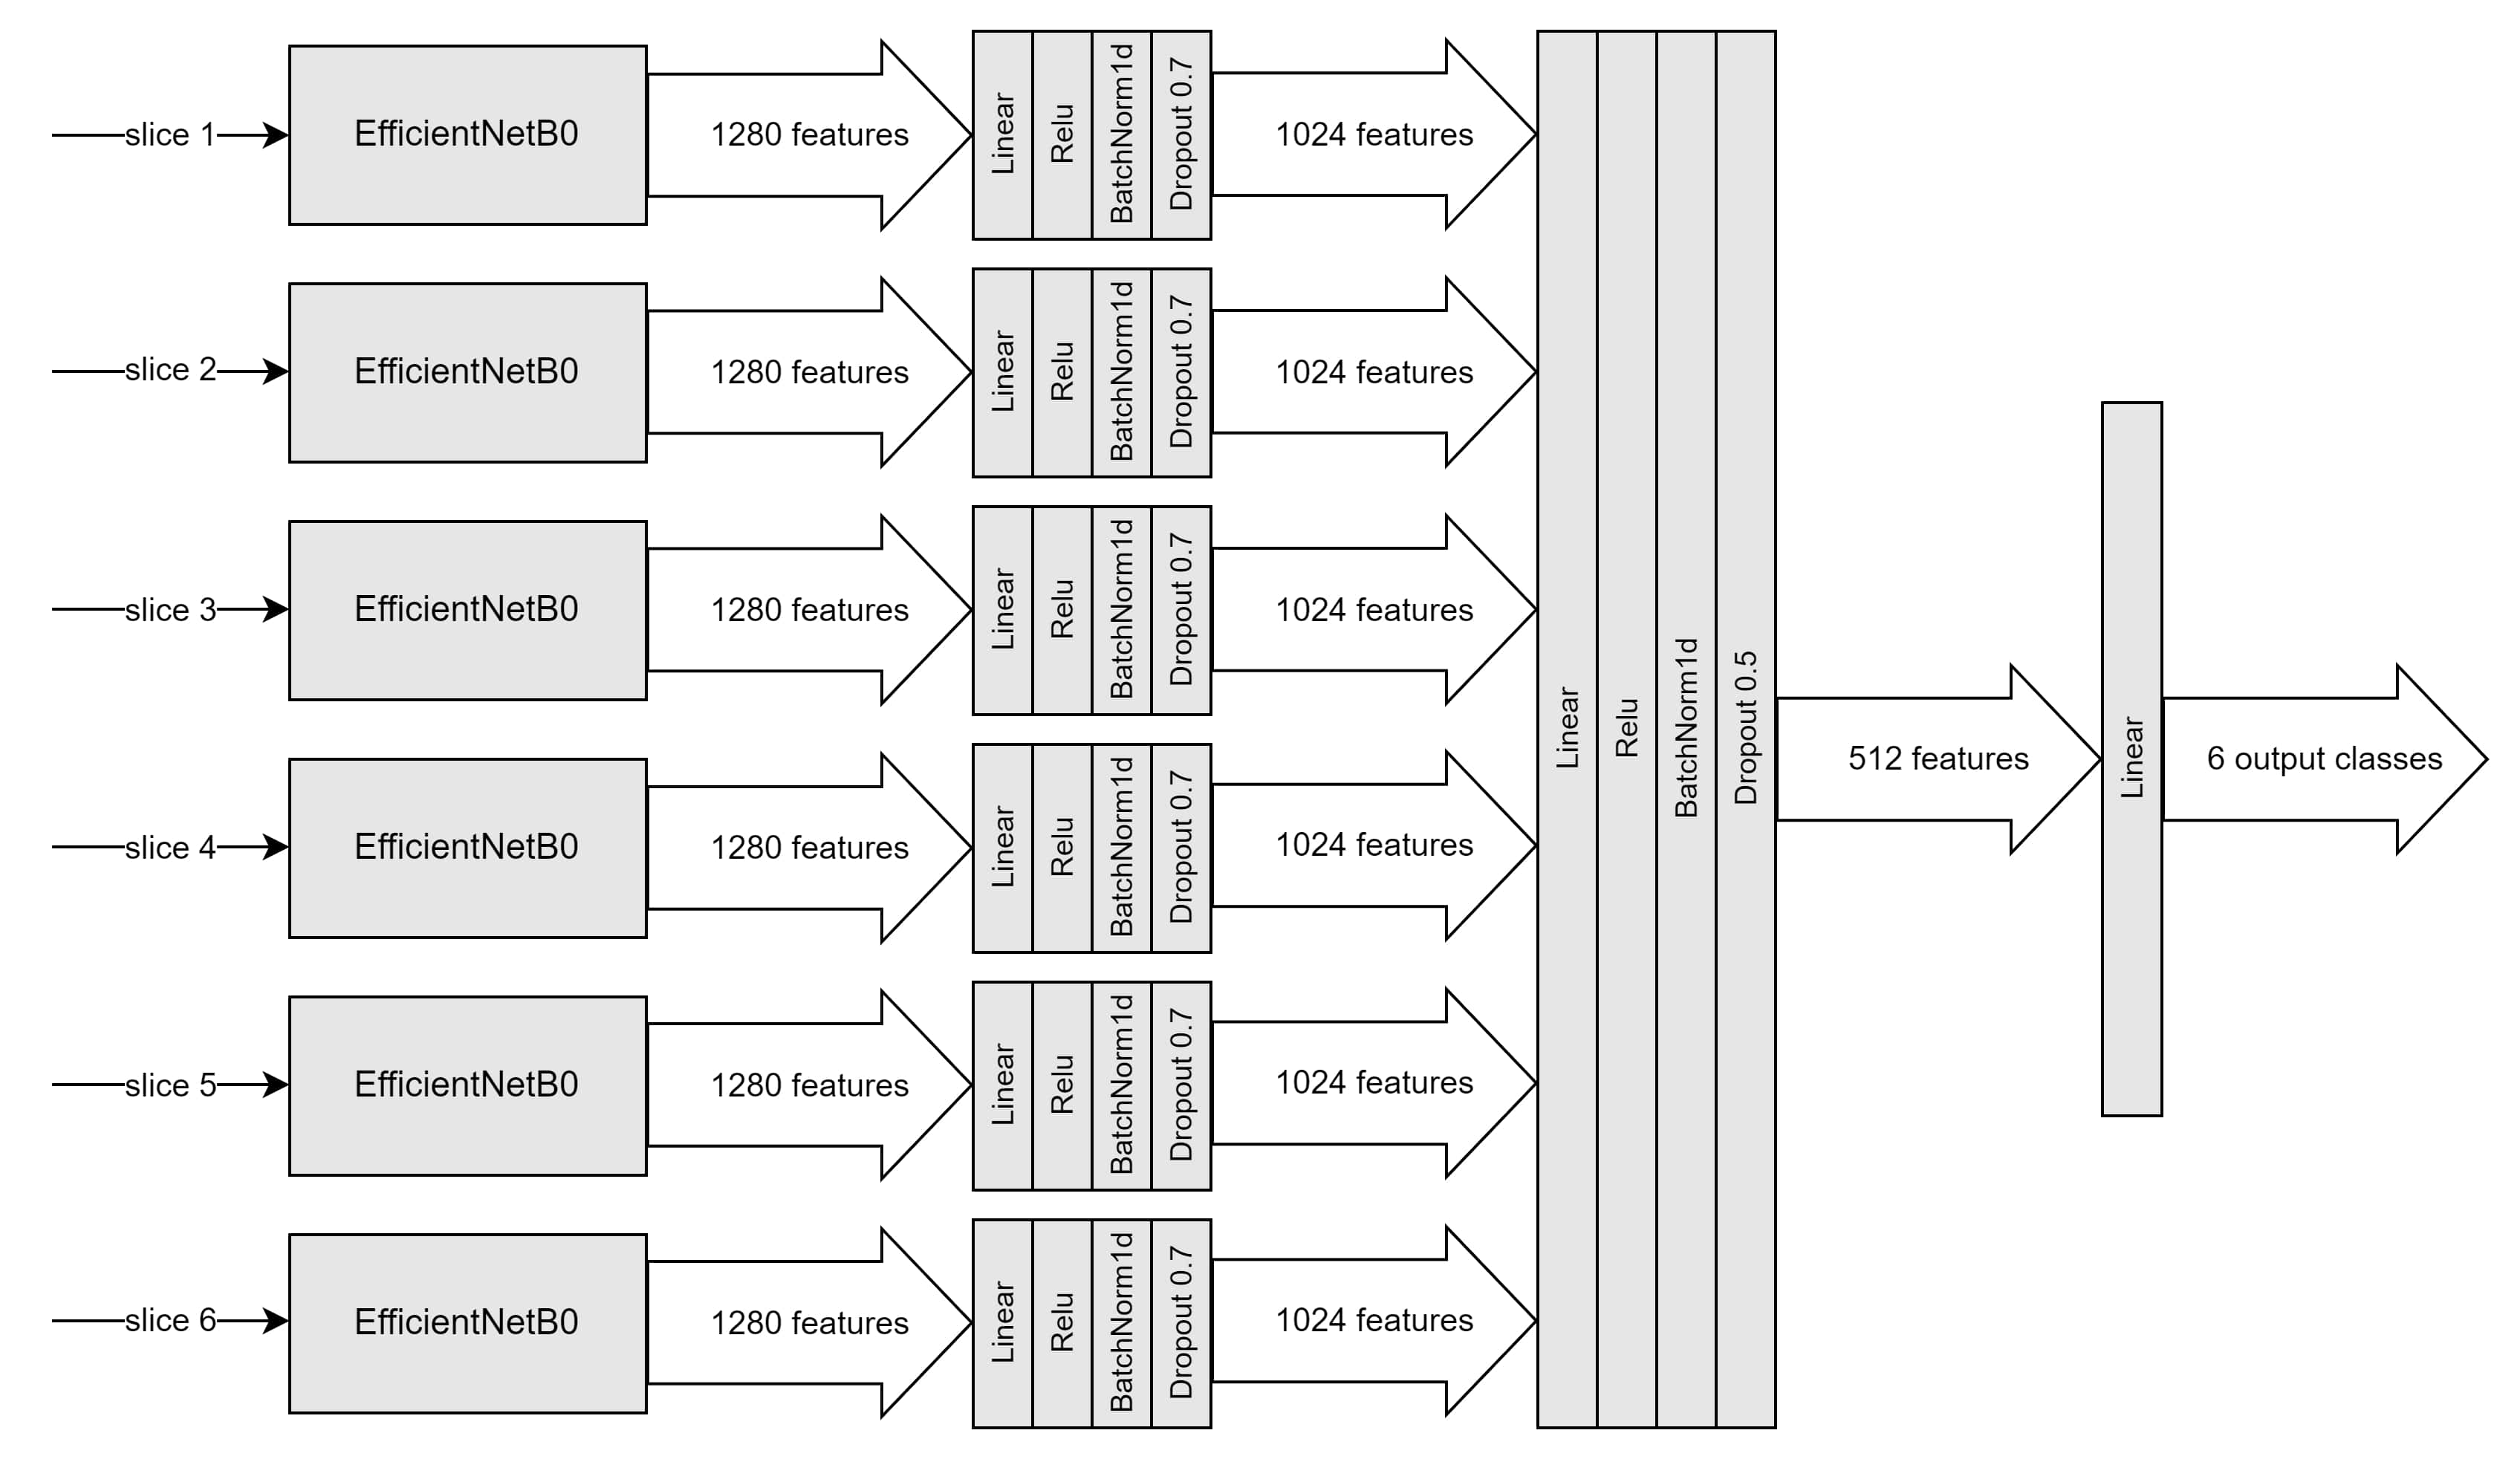 slice 1
EfficientNetB0
1280 features
Linear
Relu
BatchNorm1d
Dropout 0.7
1024 features
slice 2
EfficientNetB0
1280 features
Linear
Relu
BatchNorm1d
Dropout 0.7
1024 features
slice 3
EfficientNetB0
1280 features
Linear
Relu
BatchNorm1d
Dropout 0.7
1024 features
slice 4
EfficientNetB0
1280 features
Linear
Relu
BatchNorm1d
Dropout 0.7
1024 features
slice 5
EfficientNetB0
1280 features
Linear
Relu
BatchNorm1d
Dropout 0.7
1024 features
slice 6
EfficientNetB0
1280 features
Linear
Relu
BatchNorm1d
Dropout 0.7
1024 features
Linear
Relu
BatchNorm1d
Dropout 0.5
512 features
Linear
6 output classes